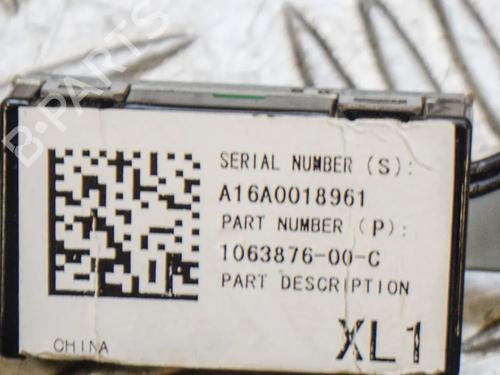 B-PARTS
SERIAL NUMBER (S):
A16A0018961
PART NUMBER (P):
1063876-00-C
PART DESCRIPTION
XL1
CHINA